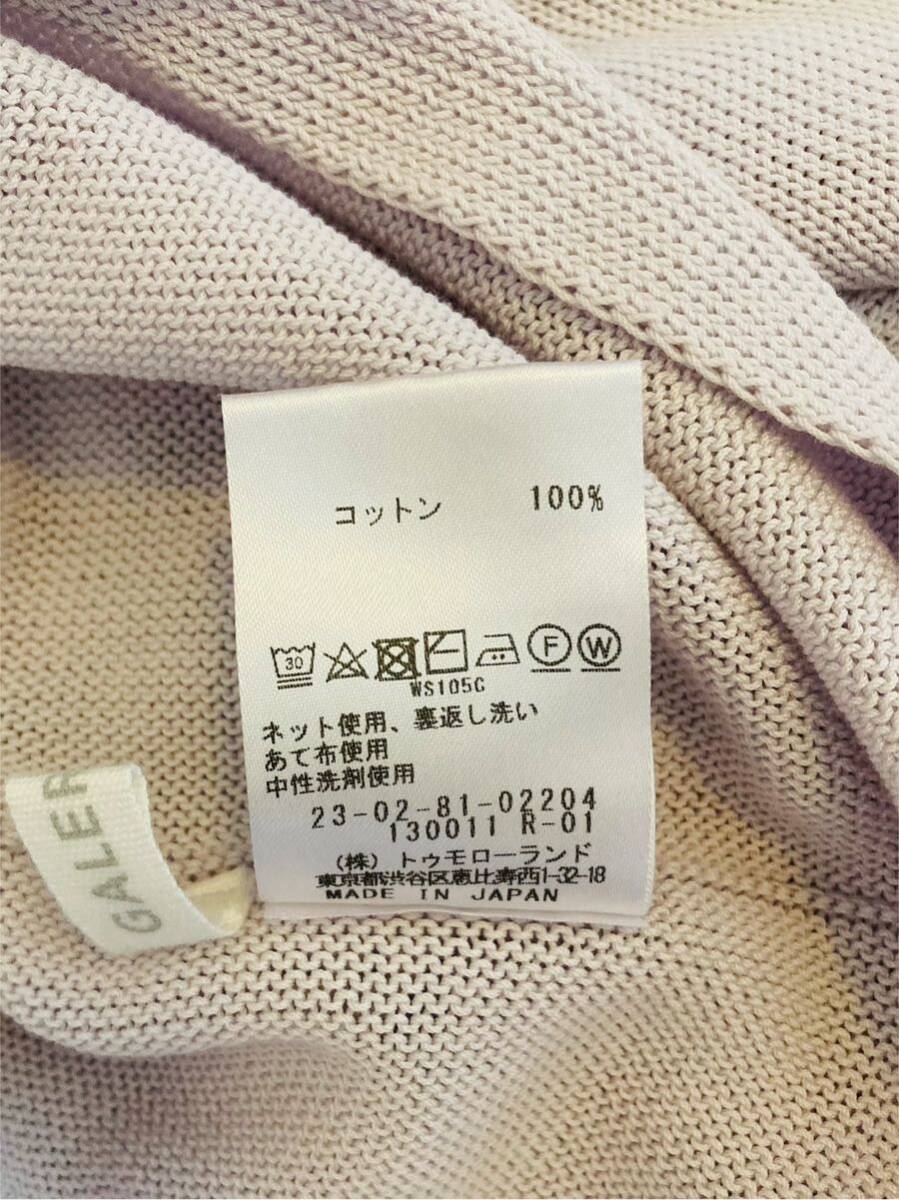 コットン 100%
30
F W
WS105G
ネット使用、裏返し洗い
あて布使用
中性洗剤使用
23-02-81-02204
130011 R-01
(株)トゥモローランド
東京都渋谷区恵比寿西1-32-18
MADE IN JAPAN
GALER